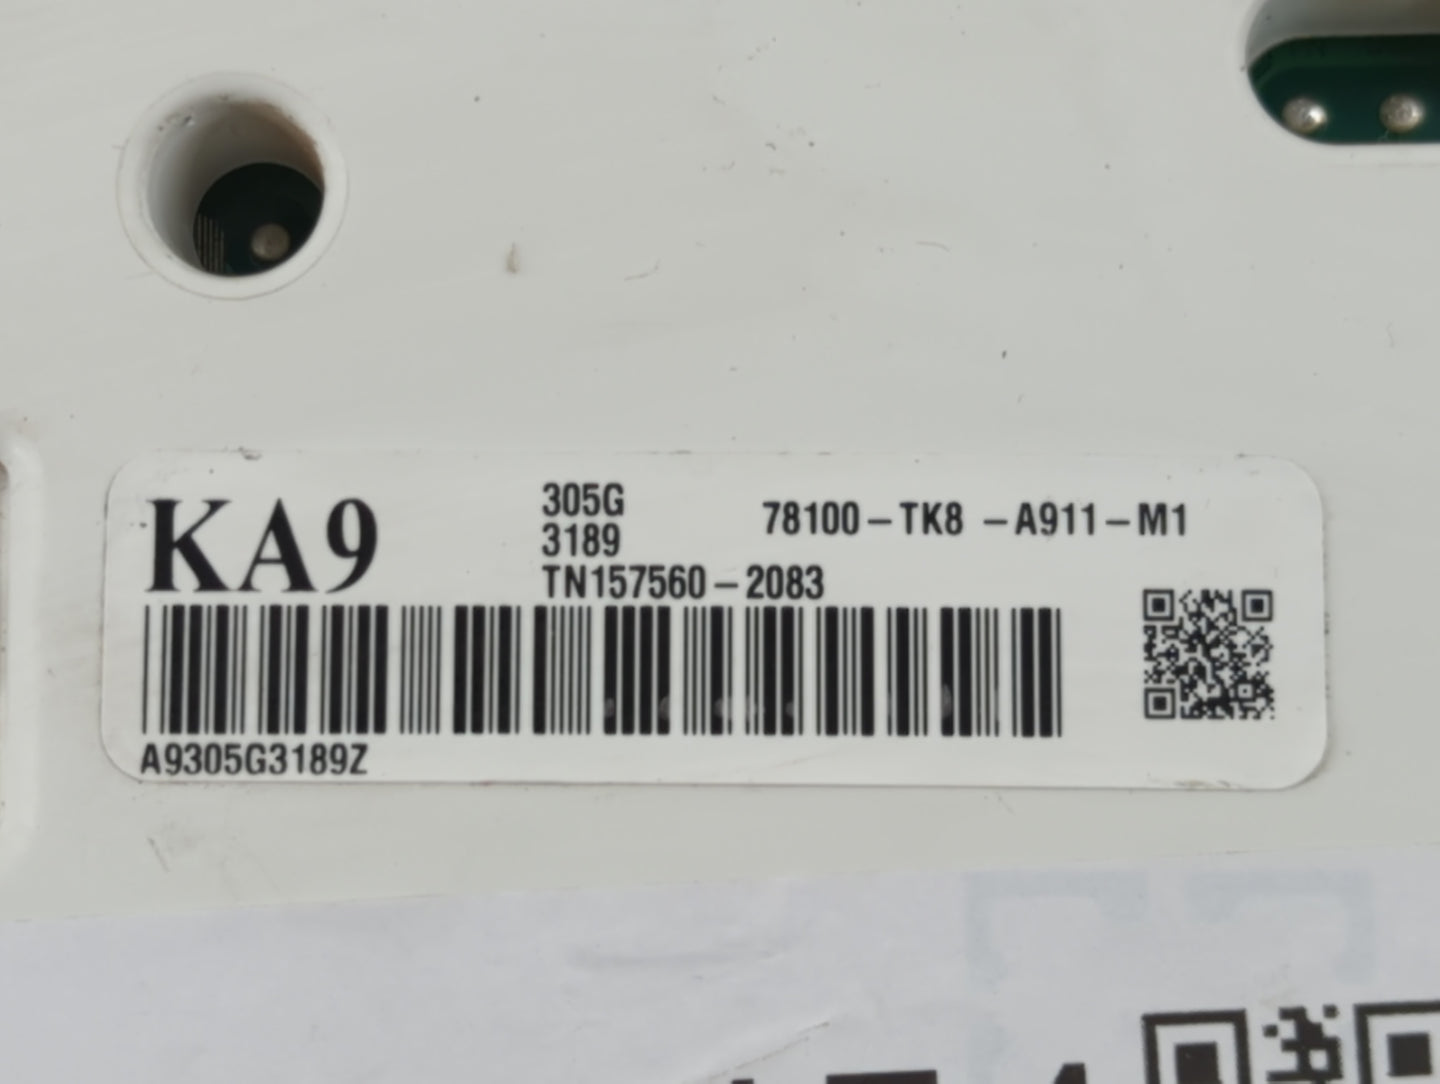 KA9
305G
3189
78100-TK8 -A911-M1
TN157560-2083
A9305G3189Z